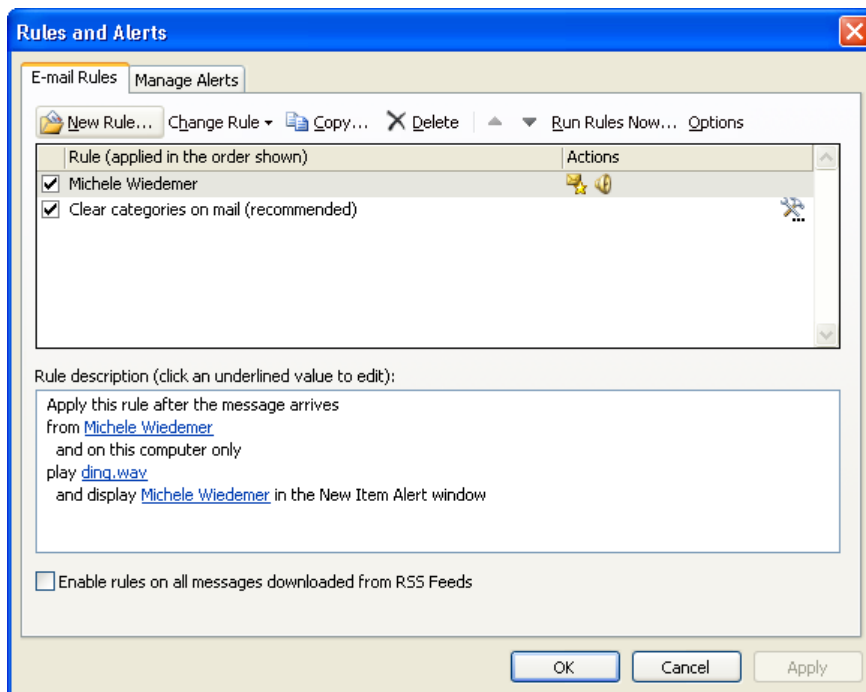 Rules and Alerts
E-mail Rules Manage Alerts
New Rule... Change Rule Copy... Delete Run Rules Now... Options
Rule (applied in the order shown) Actions
Michele Wiedemer
Clear categories on mail (recommended)
Rule description (click an underlined value to edit):
Apply this rule after the message arrives
from Michele Wiedemer
and on this computer only
play ding.wav
and display Michele Wiedemer in the New Item Alert window
Enable rules on all messages downloaded from RSS Feeds
OK Cancel Apply